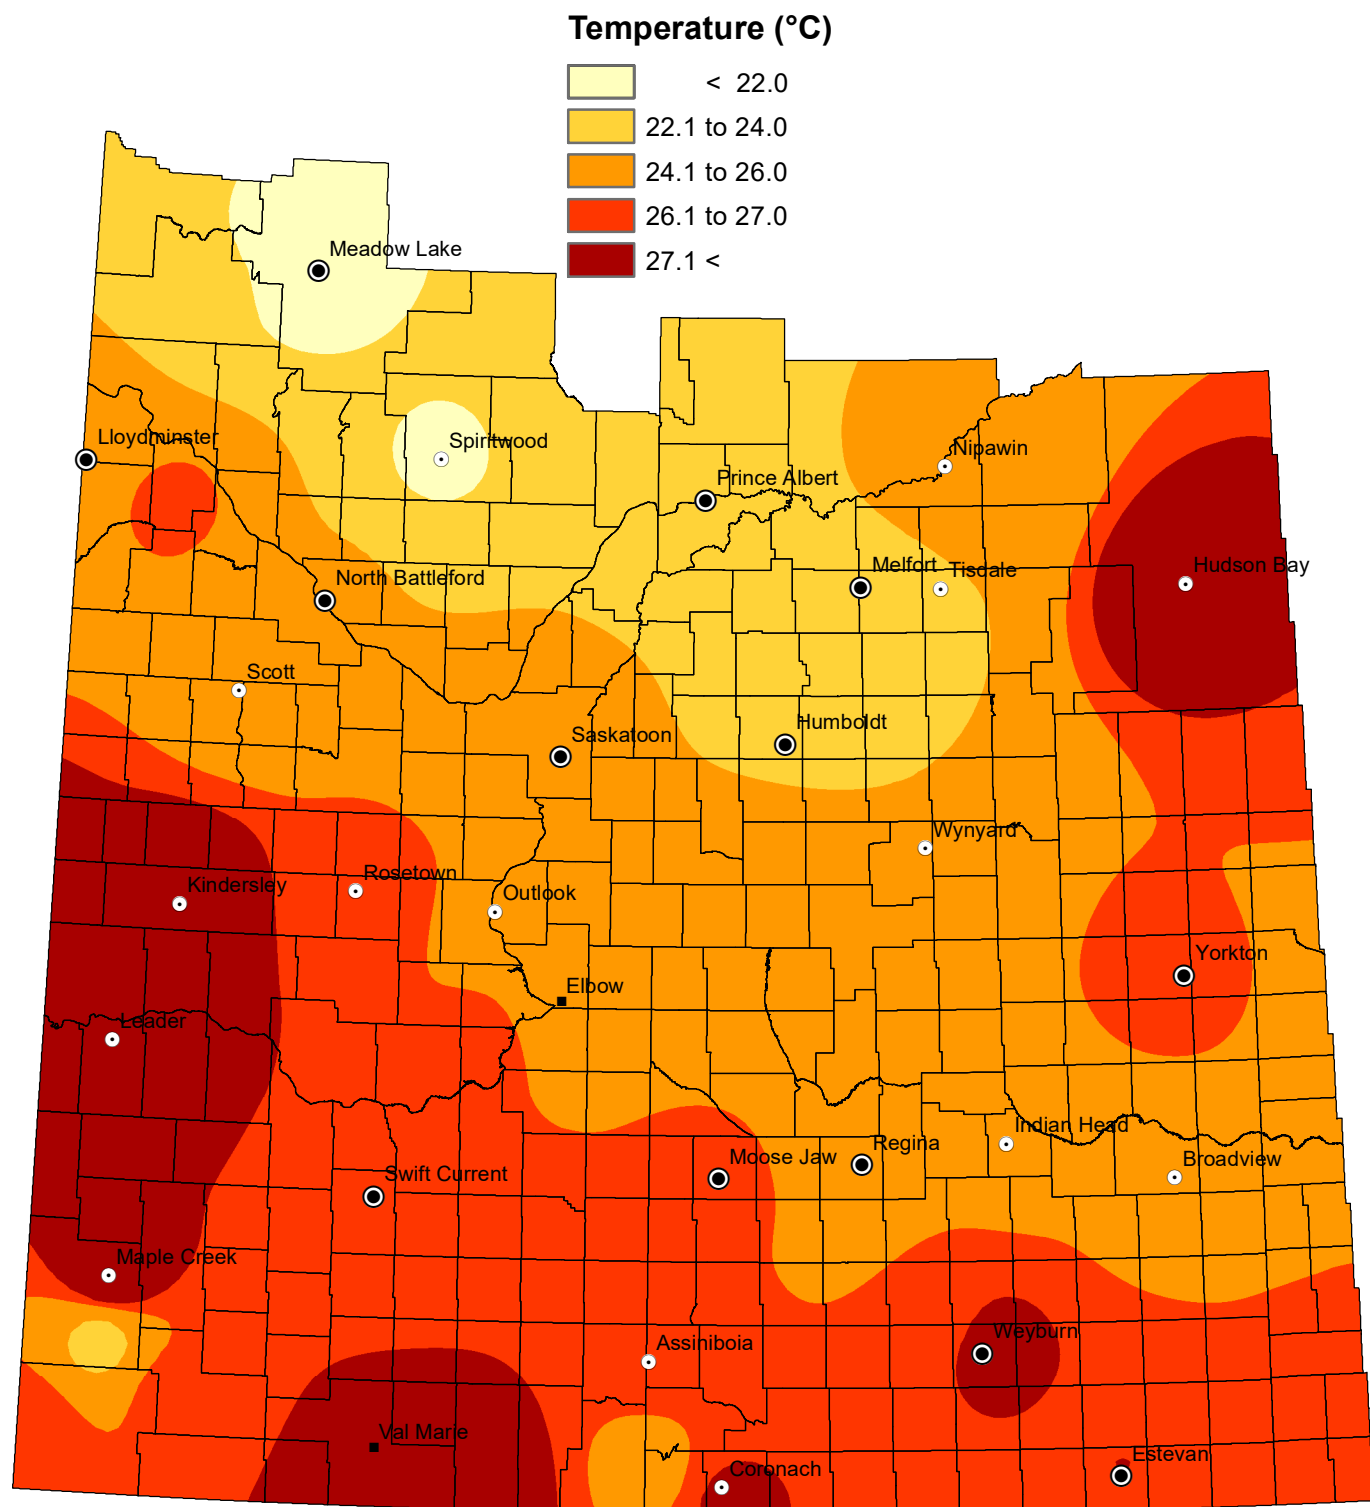 Temperature (°C)
< 22.0
22.1 to 24.0
24.1 to 26.0
26.1 to 27.0
27.1 <
Meadow Lake
Lloydminster
Spiritwood
Nipawin
Prince Albert
Hudson Bay
Melfort
Tisdale
North Battleford
Scott
Humboldt
Saskatoon
Wynyard
Rosetown
Kindersley
Outlook
Yorkton
Elbow
Leader
Indian Head
Regina
Moose Jaw
Broadview
Swift Current
Maple Creek
Weyburn
Assiniboia
Val Marie
Estevan
Coronach